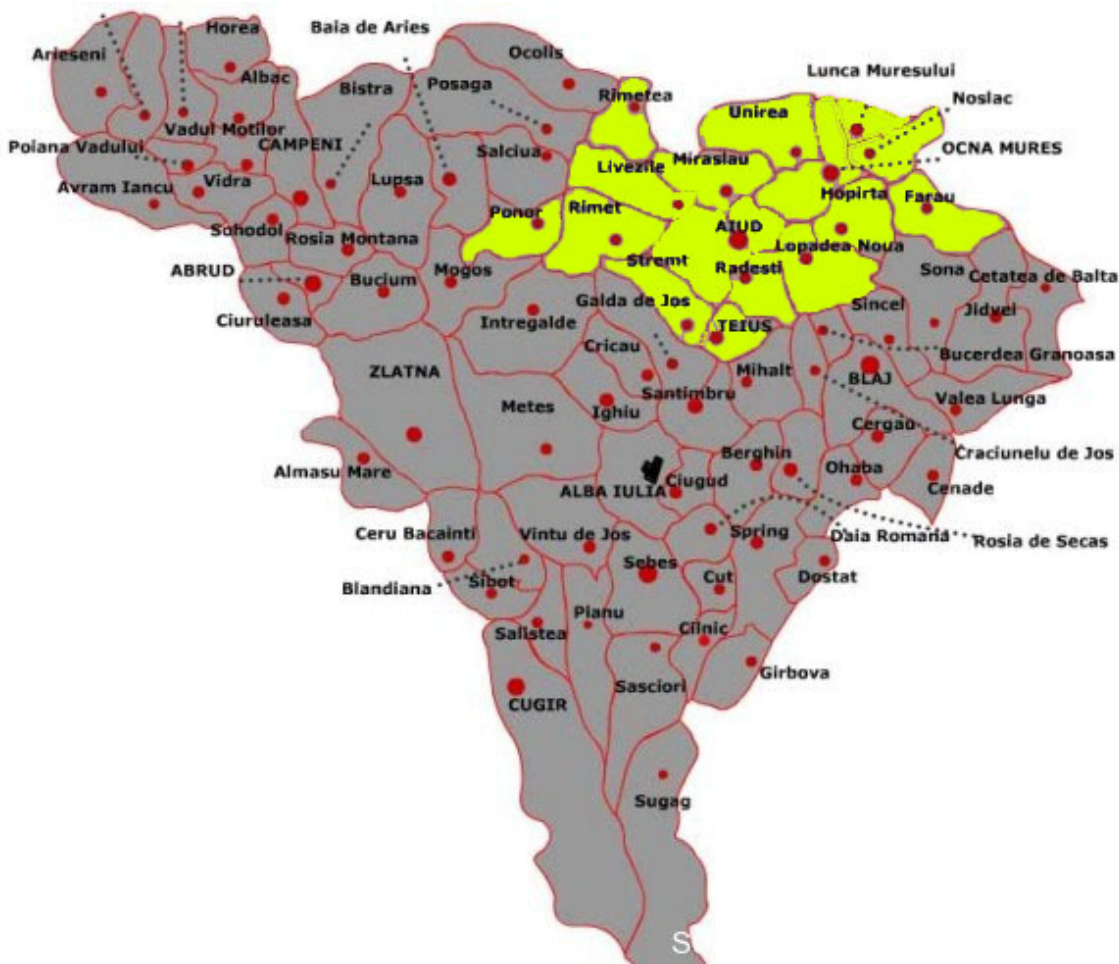 Horea
Baia de Aries
Ocolis
Arieseni
Albac
Bistra
Posaga
Lunca Muresului
Rimetea
Unirea
Noslac
Vadul Motilor
Poiana Vadului
CAMPENI
Salciua
OCNA MURES
Livezile
Miraslau
Avram Iancu
Vidra
Lupsa
Hopirta
Farau
Ponor
Rimet
Sohodol
Rosia Montana
AIUD
Lopadea Noua
Stremt
Radesti
ABRUD
Bucium
Mogos
Sona
Cetatea de Balta
Galda de Jos
Sincel
Jidvei
Ciuruleasa
Intregalde
TEIUS
Cricau
Bucerdea Granoasa
ZLATNA
Mihalt
BLAJ
Santimbru
Valea Lunga
Metes
Ighiu
Cergau
Almasu Mare
Berghin
Craciunelu de Jos
Ohaba
Ciugud
Cenade
ALBA IULIA
Ceru Bacainti
Vintu de Jos
Spring
Daia Romana
Rosia de Secas
Sebes
Blandiana
Sibot
Cut
Dostat
Pianu
Salistea
Cilnic
Girbova
Sasciori
CUGIR
Sugag
S